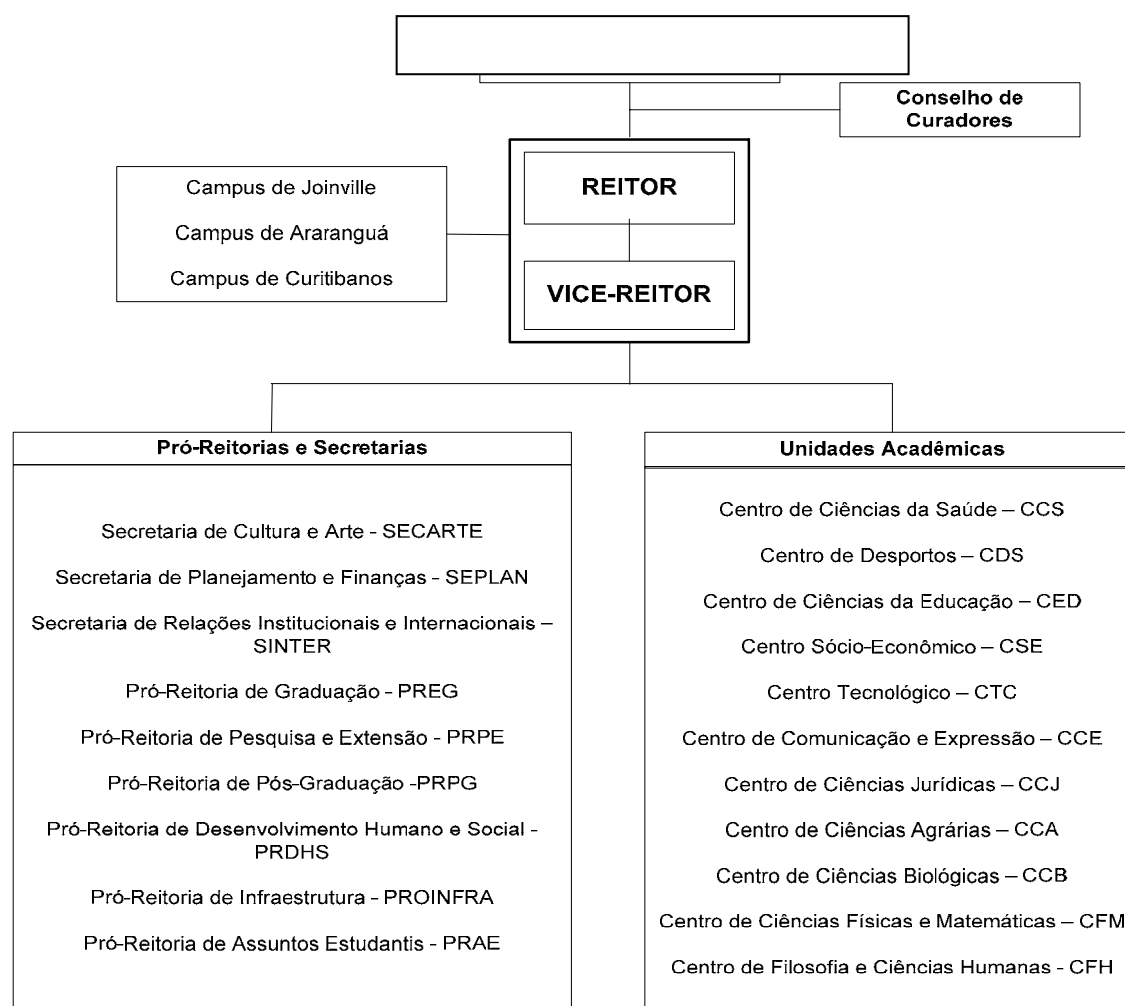 Conselho de
Curadores
REITOR
VICE-REITOR
Campus de Joinville
Campus de Araranguá
Campus de Curitibanos
Pró-Reitorias e Secretarias
Secretaria de Cultura e Arte - SECARTE
Secretaria de Planejamento e Finanças - SEPLAN
Secretaria de Relações Institucionais e Internacionais –
SINTER
Pró-Reitoria de Graduação - PREG
Pró-Reitoria de Pesquisa e Extensão - PRPE
Pró-Reitoria de Pós-Graduação -PRPG
Pró-Reitoria de Desenvolvimento Humano e Social -
PRDHS
Pró-Reitoria de Infraestrutura - PROINFRA
Pró-Reitoria de Assuntos Estudantis - PRAE
Unidades Acadêmicas
Centro de Ciências da Saúde – CCS
Centro de Desportos – CDS
Centro de Ciências da Educação – CED
Centro Sócio-Econômico – CSE
Centro Tecnológico – CTC
Centro de Comunicação e Expressão – CCE
Centro de Ciências Jurídicas – CCJ
Centro de Ciências Agrárias – CCA
Centro de Ciências Biológicas – CCB
Centro de Ciências Físicas e Matemáticas – CFM
Centro de Filosofia e Ciências Humanas - CFH